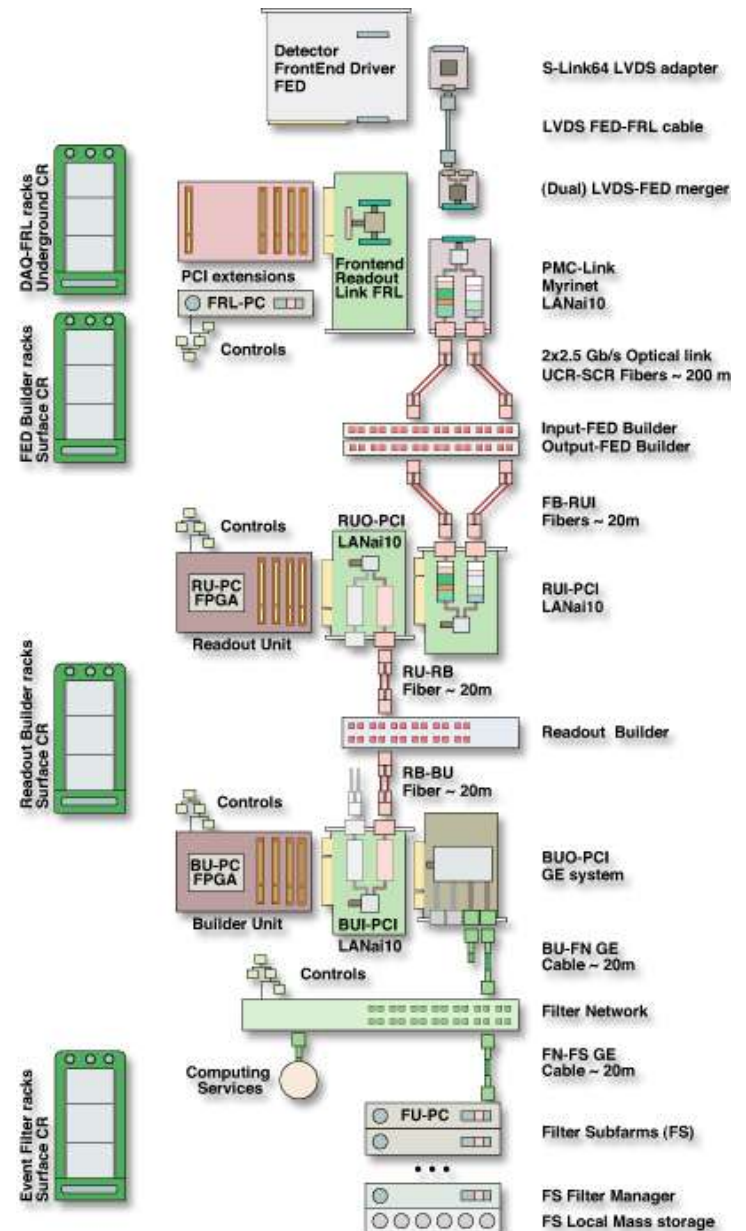 Detector
FrontEnd Driver
FED
S-Link64 LVDS adapter
LVDS FED-FRL cable
(Dual) LVDS-FED merger
DAQ-FRL racks
Underground CR
PCI extensions
Frontend
Readout
Link FRL
PMC-Link
Myrinet
LANai10
FRL-PC
Controls
2x2.5 Gb/s Optical link
UCR-SCR Fibers ~ 200 m
FED Builder racks
Surface CR
Input-FED Builder
Output-FED Builder
FB-RUI
Fibers ~ 20m
Controls
RUO-PCI
LANai10
RU-PC
FPGA
Readout Unit
RUI-PCI
LANai10
RU-RB
Fiber ~ 20m
Readout Builder racks
Surface CR
Readout Builder
RB-BU
Fiber ~ 20m
Controls
BU-PC
FPGA
Builder Unit
BUI-PCI
LANai10
BUO-PCI
GE system
BU-FN GE
Cable ~ 20m
Controls
Filter Network
Computing
Services
FN-FS GE
Cable ~ 20m
Event Filter racks
Surface CR
FU-PC
Filter Subfarms (FS)
• • •
FS Filter Manager
FS Local Mass storage